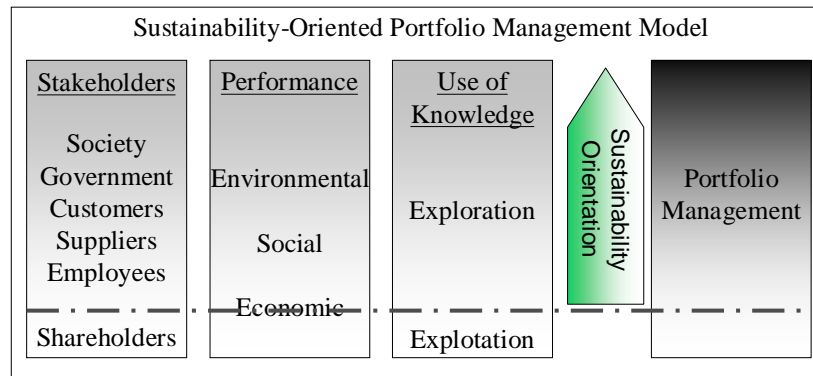 Sustainability-Oriented Portfolio Management Model
Stakeholders
Society
Government
Customers
Suppliers
Employees
Shareholders
Performance
Environmental
Social
Economic
Use of
Knowledge
Exploration
Explotation
Sustainability
Orientation
Portfolio
Management